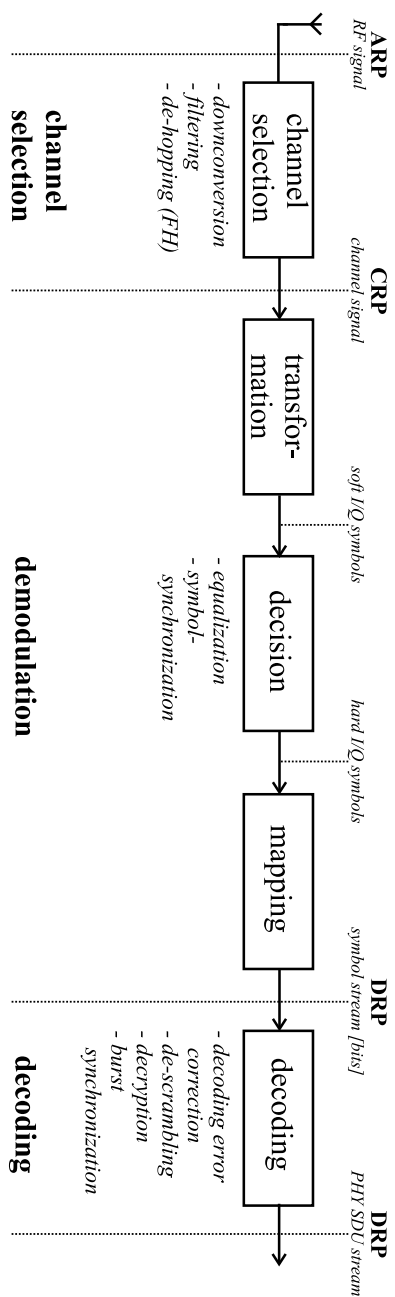 ARP
RF signal
CRP
channel signal
soft I/Q symbols
hard I/Q symbols
DRP
symbol stream [bits]
DRP
PHY SDU stream
channel
selection
transfor-
mation
decision
mapping
decoding
- downconversion
- filtering
- de-hopping (FH)
- equalization
- symbol-
synchronization
- decoding error
correction
- de-scrambling
- decryption
- burst
synchronization
channel
selection
demodulation
decoding